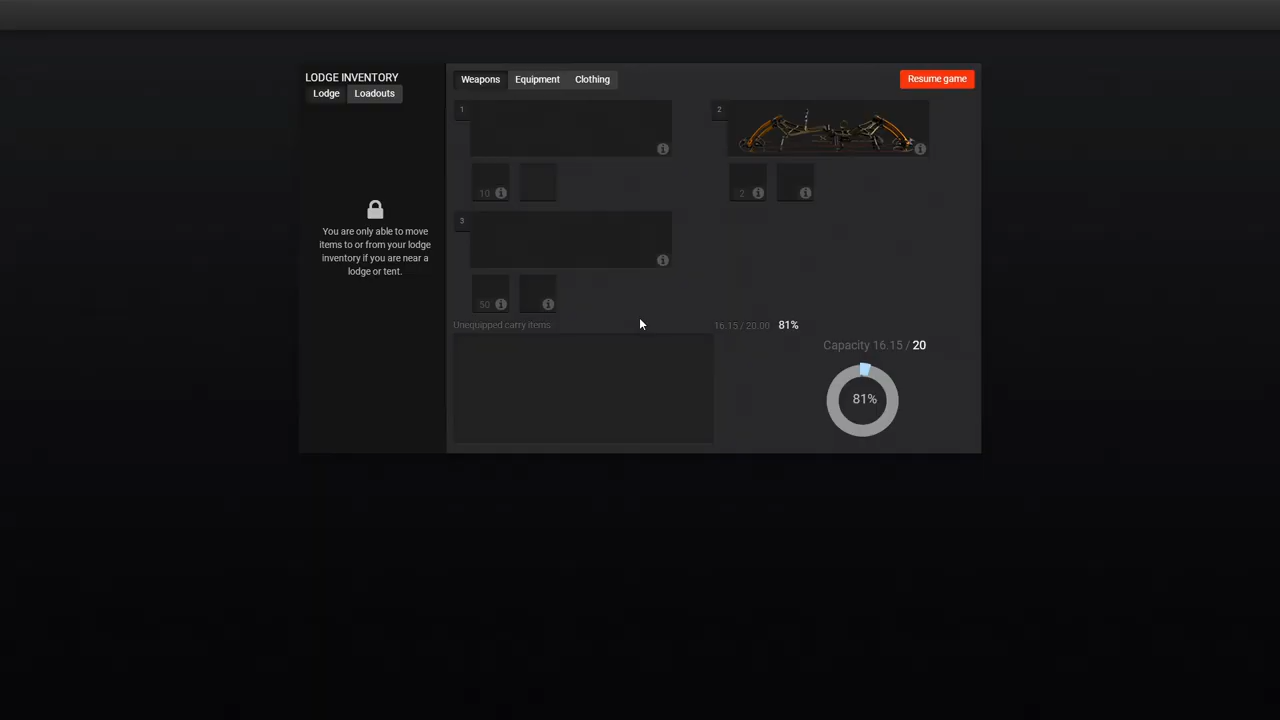 LODGE INVENTORY
Lodge Loadouts
Weapons Equipment Clothing
Resume game
1
2
10
2
You are only able to move
items to or from your lodge
inventory if you are near a
lodge or tent.
3
50
Unequipped carry items
16.15 / 20.00 81%
Capacity 16.15 / 20
81%